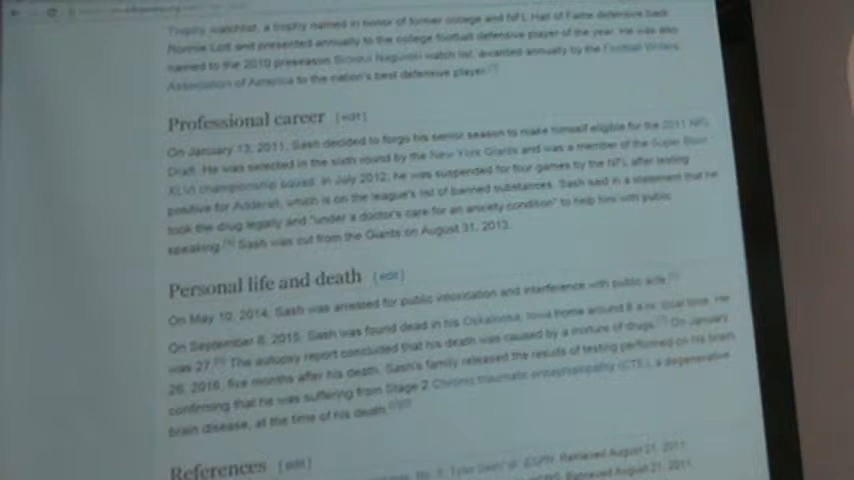 Trophy watchlist, a trophy named in honor of former college and NFL Hall of Fame defensive back
Ronnie Lott and presented annually to the college football defensive player of the year. He was also
named to the 2010 preseason Bronko Nagurski watch list, awarded annually by the Football Writers
Association of America to the nation's best defensive player.
Professional career [edit]
On January 13, 2011, Sash decided to forgo his senior season to make himself eligible for the 2011 NFL
Draft. He was selected in the sixth round by the New York Giants and was a member of the Super Bowl
XLVI championship squad. In July 2012, he was suspended for four games by the NFL after testing
positive for Adderall, which is on the league's list of banned substances. Sash said in a statement that he
took the drug legally and "under a doctor's care for an anxiety condition" to help him with public
speaking. Sash was cut from the Giants on August 31, 2013.
Personal life and death [edit]
On May 10, 2014, Sash was arrested for public intoxication and interference with public acts.
On September 8, 2015, Sash was found dead in his Oskaloosa, Iowa home around 8 a.m. local time. He
was 27. The autopsy report concluded that his death was caused by a mixture of drugs. On January
26, 2016, five months after his death, Sash's family released the results of testing performed on his brain
confirming that he was suffering from Stage 2 Chronic traumatic encephalopathy (CTE), a degenerative
brain disease, at the time of his death.
References [edit]
Tyler Sash" ESPN. Retrieved August 21, 2011
Retrieved August 21, 2011